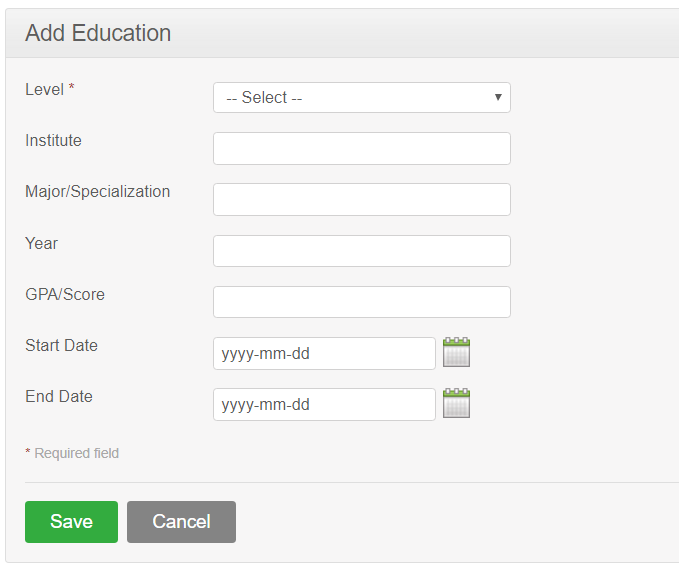 Add Education
Level *
-- Select --
Institute
Major/Specialization
Year
GPA/Score
Start Date
yyyy-mm-dd
End Date
yyyy-mm-dd
* Required field
Save
Cancel